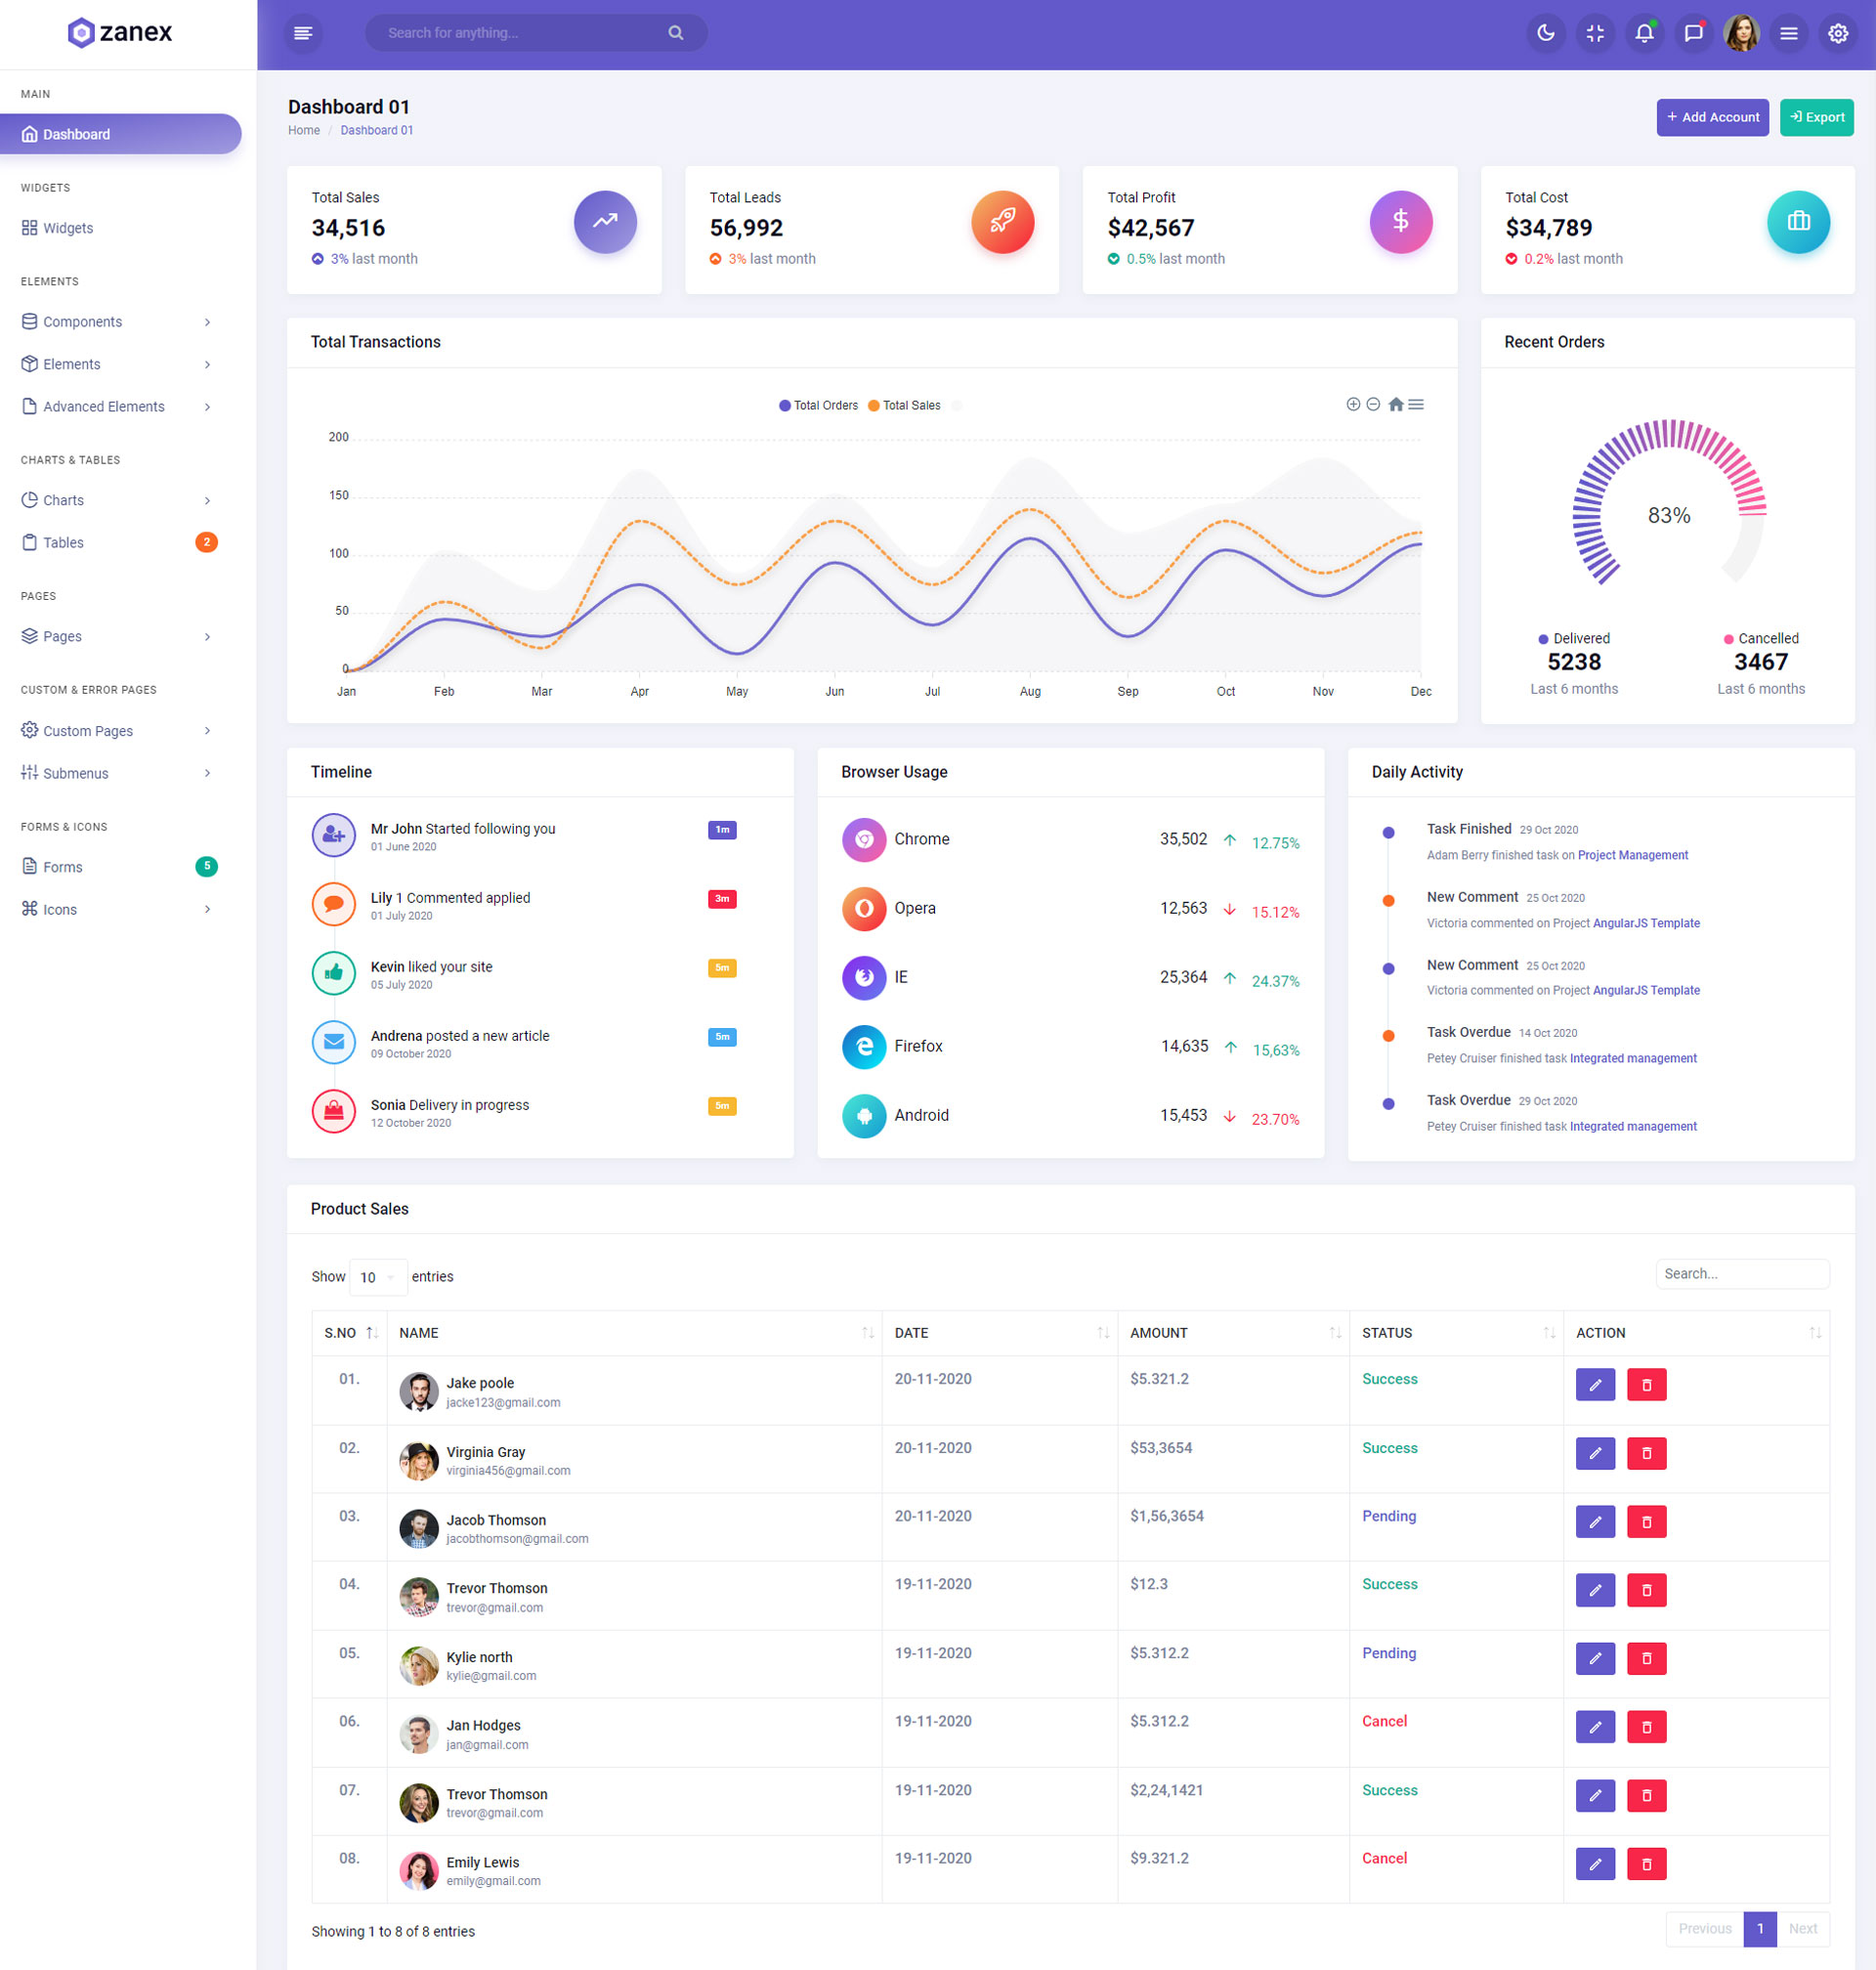 zanex
Search for anything...
MAIN
Dashboard
WIDGETS
Widgets
ELEMENTS
Components
Elements
Advanced Elements
CHARTS & TABLES
Charts
Tables 2
PAGES
Pages
CUSTOM & ERROR PAGES
Custom Pages
Submenus
FORMS & ICONS
Forms 5
Icons
Dashboard 01
Home / Dashboard 01
+ Add Account
Export
Total Sales
34,516
3% last month
Total Leads
56,992
3% last month
Total Profit
$42,567
0.5% last month
Total Cost
$34,789
0.2% last month
Total Transactions
Total Orders Total Sales
200
150
100
50
0
Jan Feb Mar Apr May Jun Jul Aug Sep Oct Nov Dec
Recent Orders
83%
Delivered
5238
Last 6 months
Cancelled
3467
Last 6 months
Timeline
Mr John Started following you 1m
01 June 2020
Lily 1 Commented applied 3m
01 July 2020
Kevin liked your site 5m
05 July 2020
Andrena posted a new article 5m
09 October 2020
Sonia Delivery in progress 5m
12 October 2020
Browser Usage
Chrome 35,502 12.75%
Opera 12,563 15.12%
IE 25,364 24.37%
Firefox 14,635 15,63%
Android 15,453 23.70%
Daily Activity
Task Finished 29 Oct 2020
Adam Berry finished task on Project Management
New Comment 25 Oct 2020
Victoria commented on Project AngularJS Template
New Comment 25 Oct 2020
Victoria commented on Project AngularJS Template
Task Overdue 14 Oct 2020
Petey Cruiser finished task Integrated management
Task Overdue 29 Oct 2020
Petey Cruiser finished task Integrated management
Product Sales
Show 10 entries
Search...
S.NO NAME DATE AMOUNT STATUS ACTION
01. Jake poole 20-11-2020 $5.321.2 Success
jacke123@gmail.com
02. Virginia Gray 20-11-2020 $53,3654 Success
virginia456@gmail.com
03. Jacob Thomson 20-11-2020 $1,56,3654 Pending
jacobthomson@gmail.com
04. Trevor Thomson 19-11-2020 $12.3 Success
trevor@gmail.com
05. Kylie north 19-11-2020 $5.312.2 Pending
kylie@gmail.com
06. Jan Hodges 19-11-2020 $5.312.2 Cancel
jan@gmail.com
07. Trevor Thomson 19-11-2020 $2,24,1421 Success
trevor@gmail.com
08. Emily Lewis 19-11-2020 $9.321.2 Cancel
emily@gmail.com
Showing 1 to 8 of 8 entries
Previous 1 Next